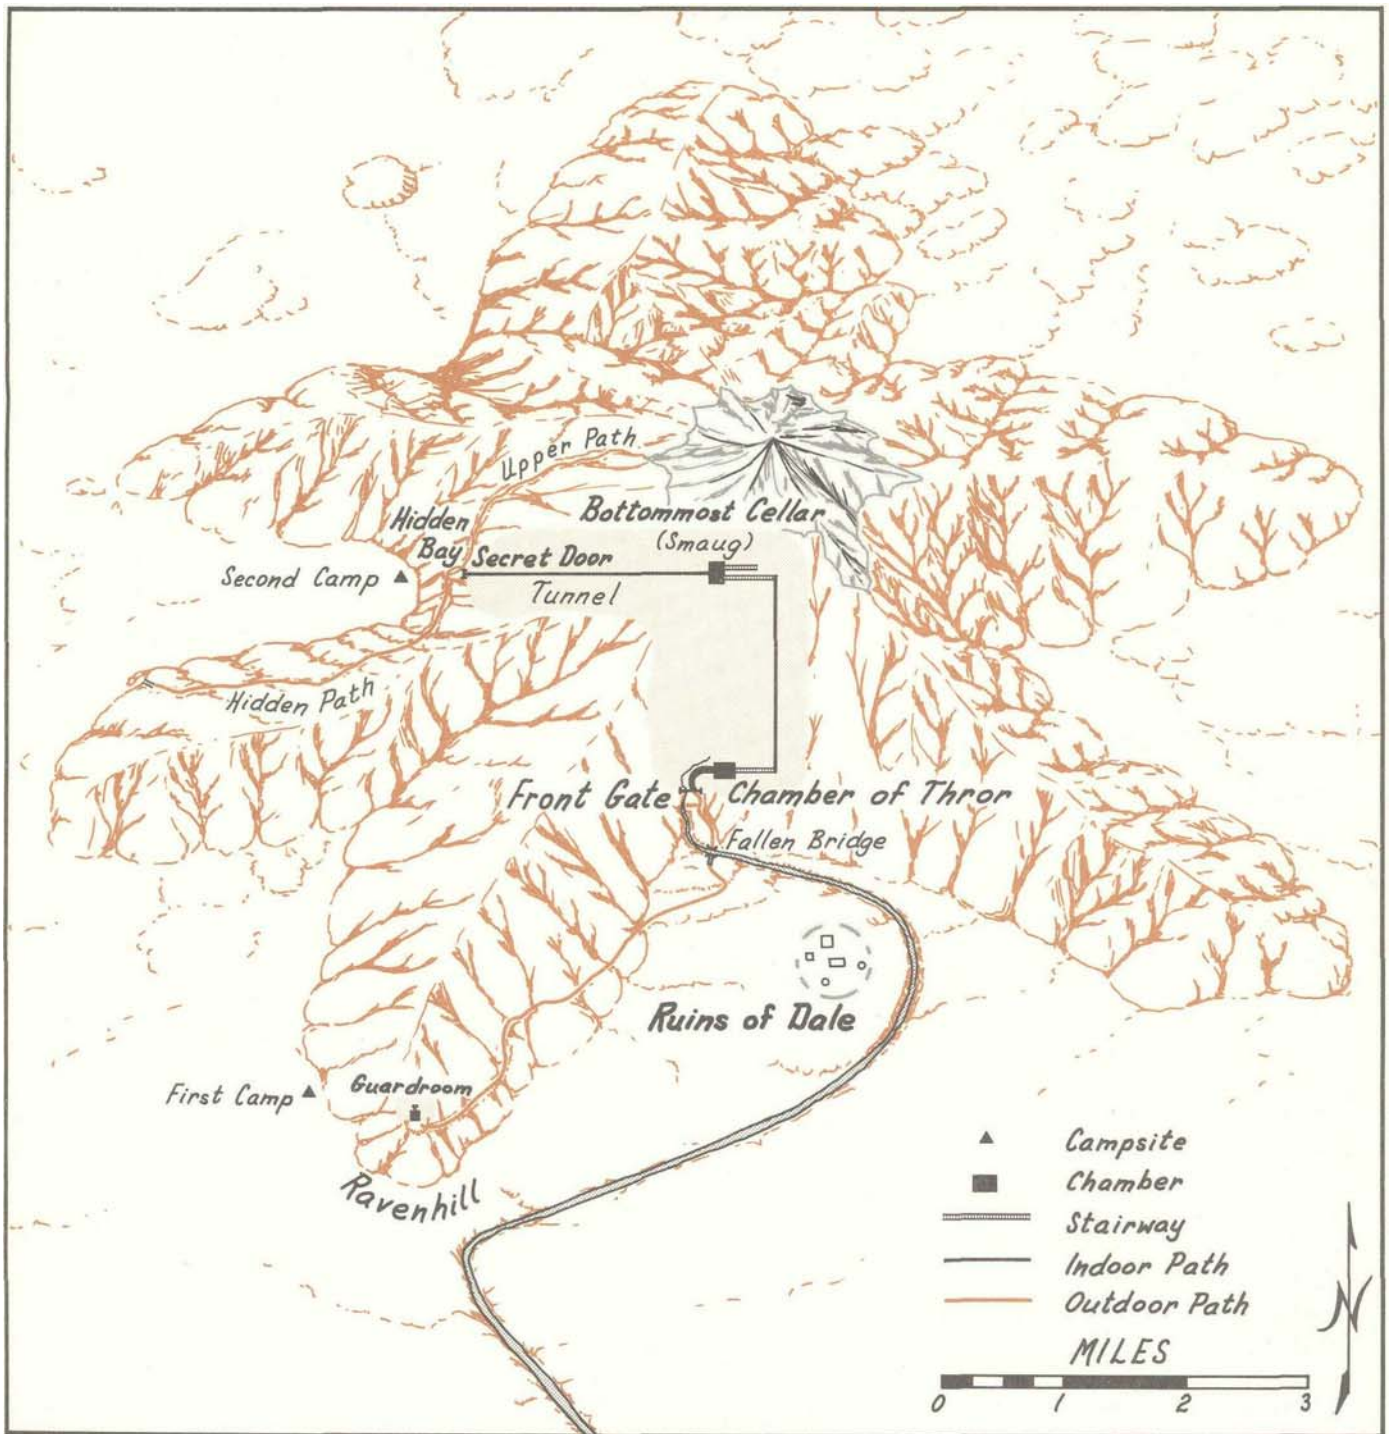 Upper Path
Hidden
Bay
Bottommost Cellar
(Smaug)
Secret Door
Second Camp
Tunnel
Hidden Path
Front Gate
Chamber of Thror
Fallen Bridge
Ruins of Dale
First Camp
Guardroom
Ravenhill
Campsite
Chamber
Stairway
Indoor Path
Outdoor Path
MILES
0 1 2 3
N